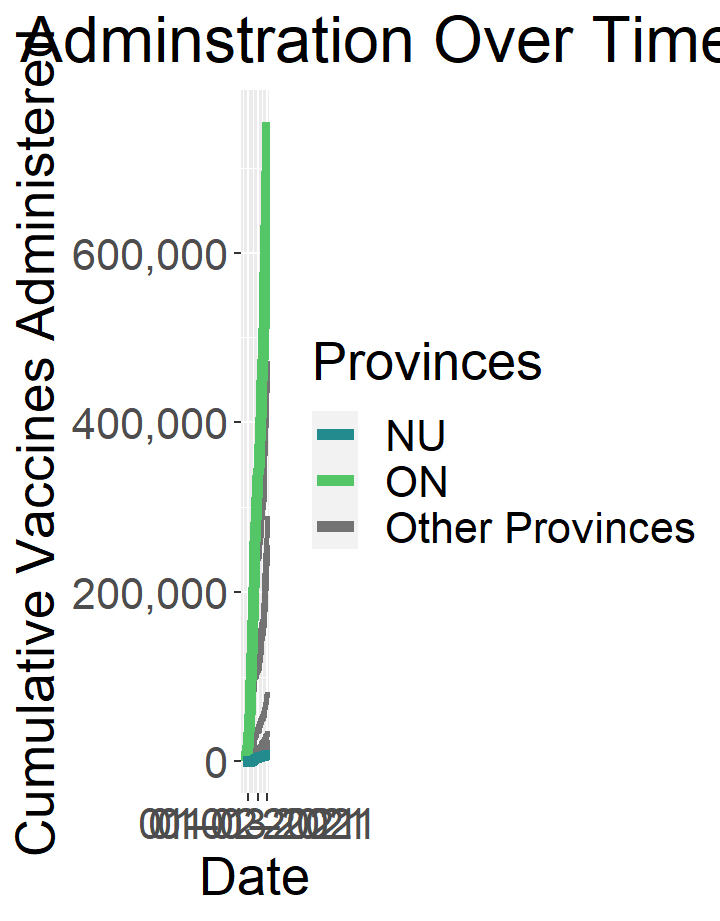 Adminstration Over Time
Cumulative Vaccines Administered
600,000
400,000
200,000
0
Provinces
NU
ON
Other Provinces
Date